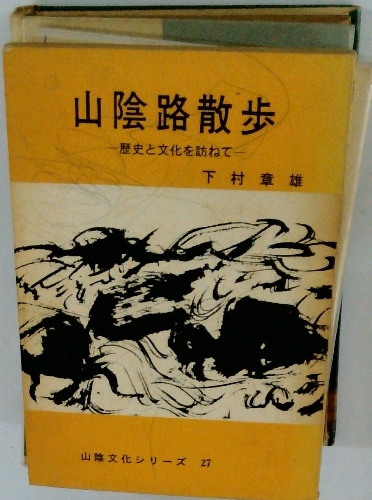 山陰路散歩
―歴史と文化を訪ねて―
下村章雄
山陰文化シリーズ 27